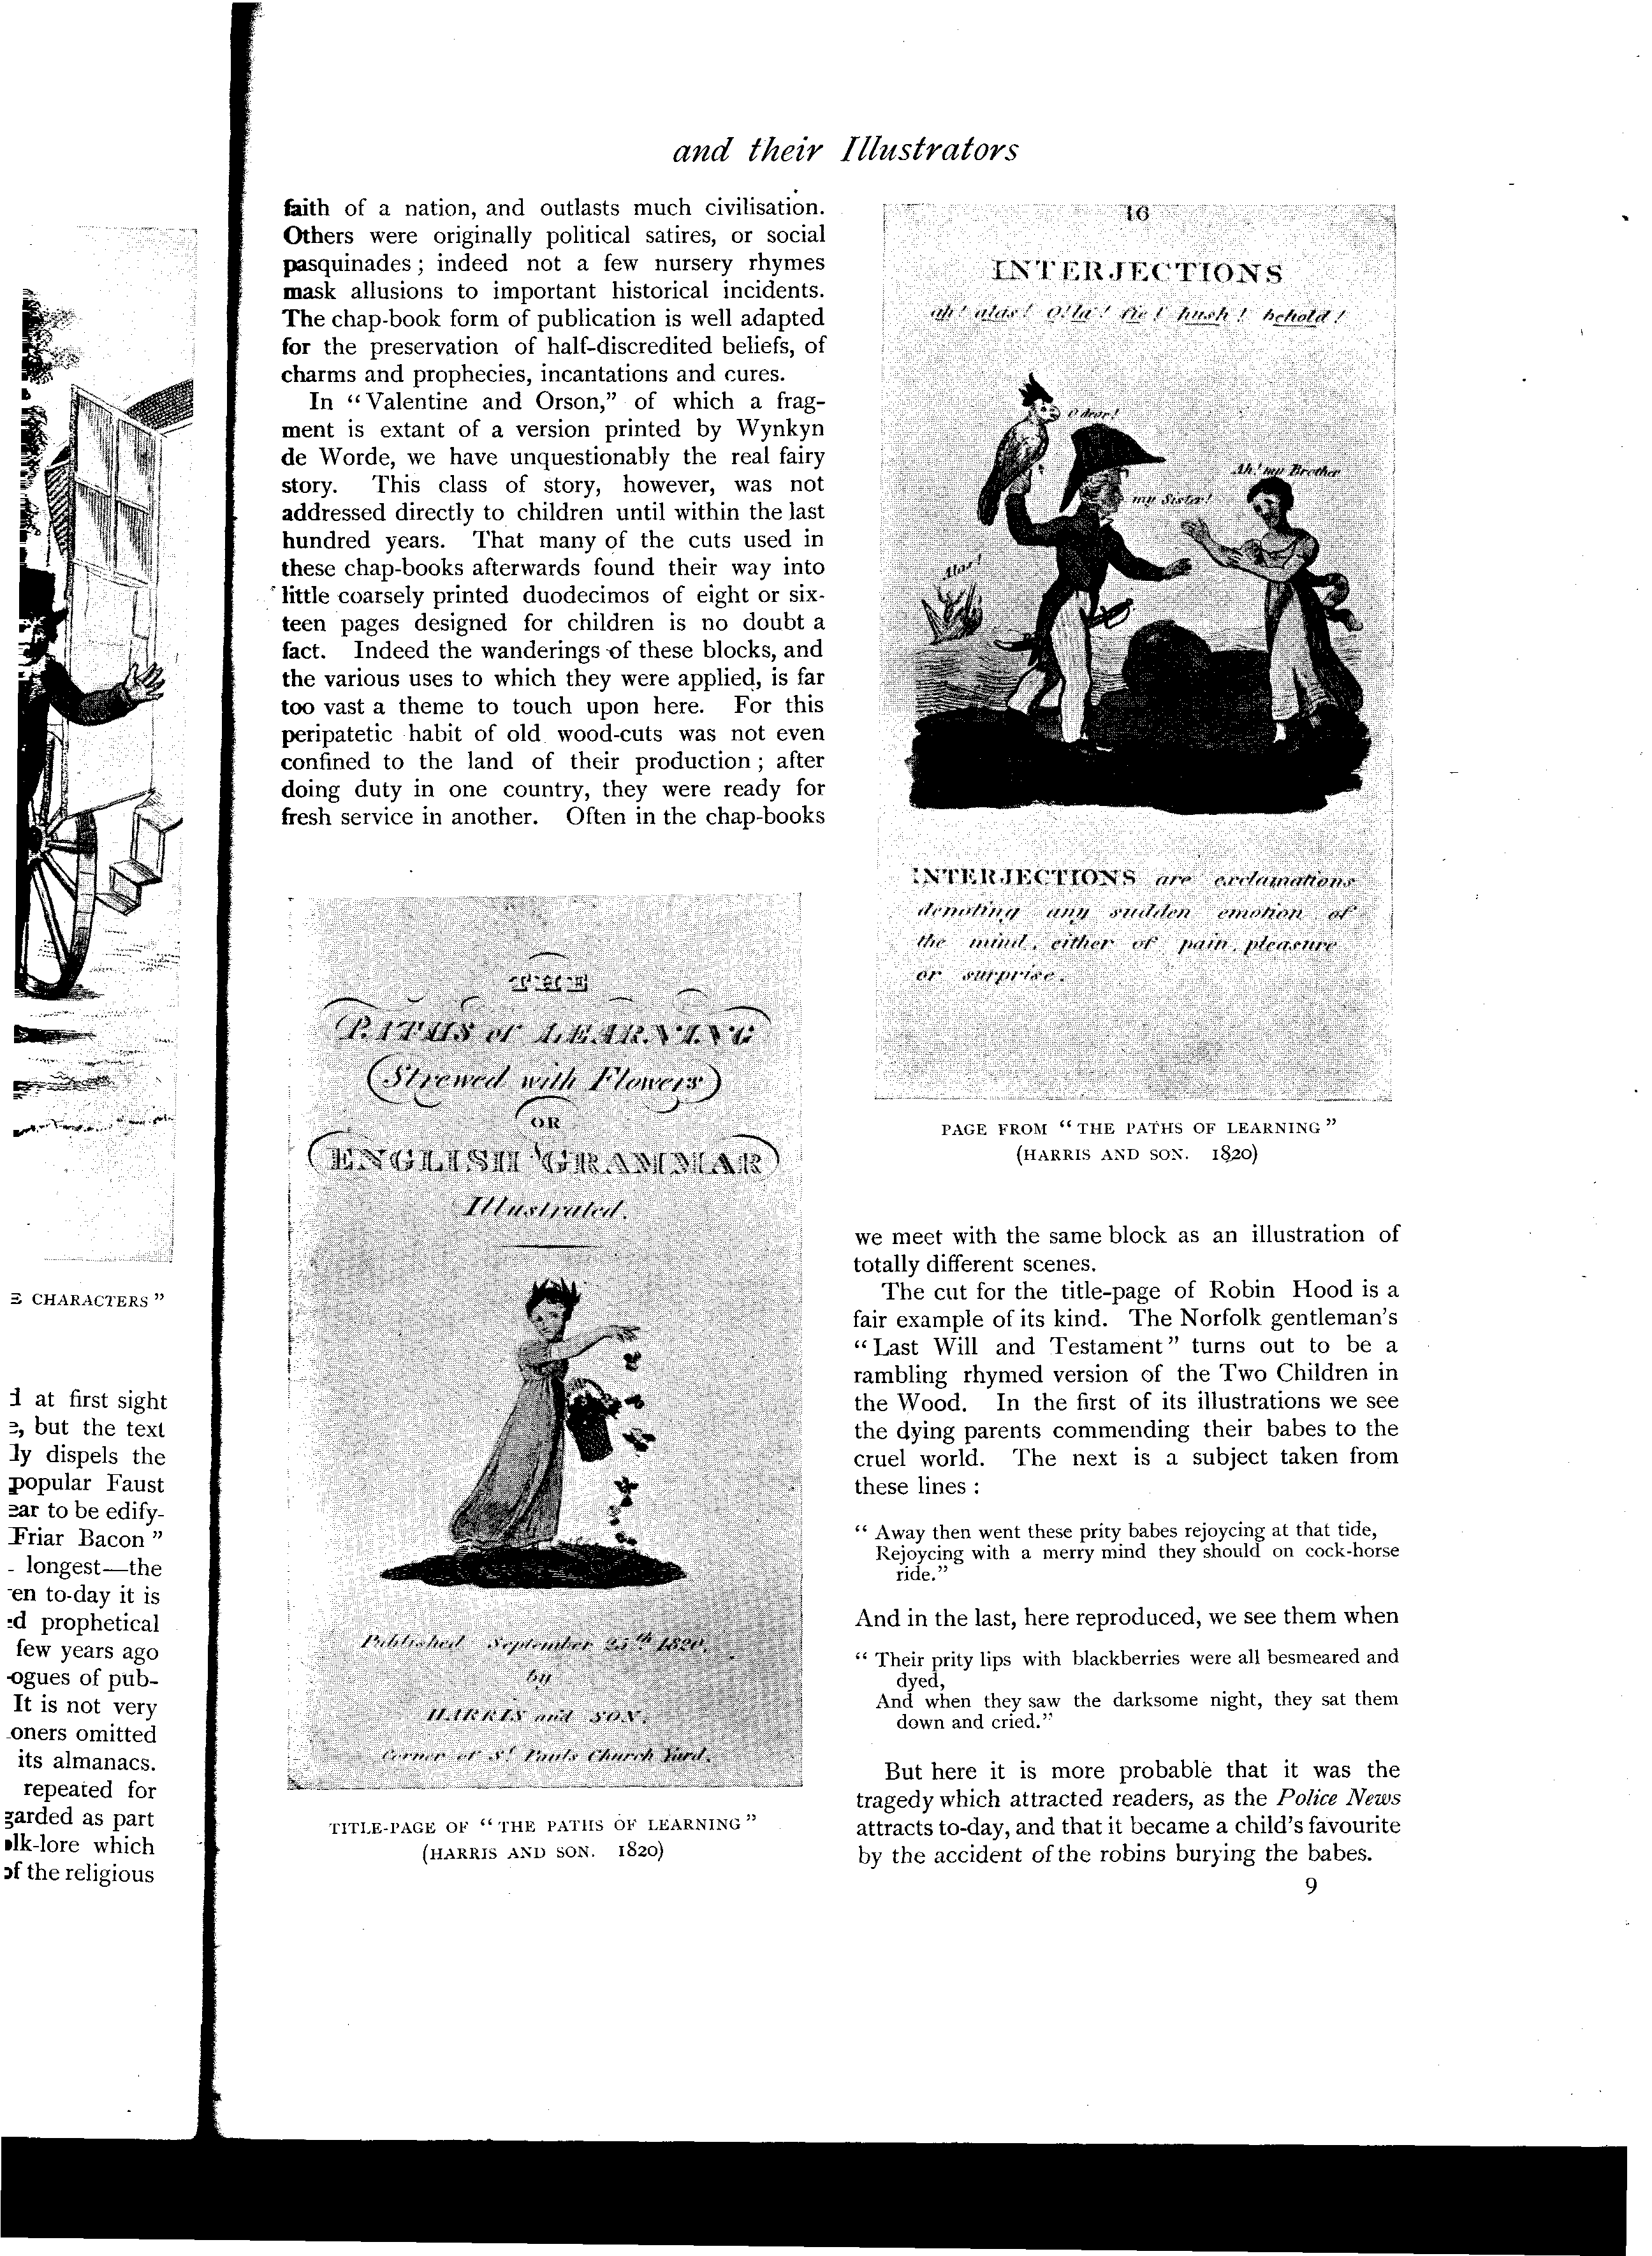 and their Illustrators
faith of a nation, and outlasts much civilisation.
Others were originally political satires, or social
pasquinades ; indeed not a few nursery rhymes
mask allusions to important historical incidents.
The chap-book form of publication is well adapted
for the preservation of half-discredited beliefs, of
charms and prophecies, incantations and cures.
In “Valentine and Orson,” of which a frag-
ment is extant of a version printed by Wynkyn
de Worde, we have unquestionably the real fairy
story. This class of story, however, was not
addressed directly to children until within the last
hundred years. That many of the cuts used in
these chap-books afterwards found their way into
little coarsely printed duodecimos of eight or six-
teen pages designed for children is no doubt a
fact. Indeed the wanderings of these blocks, and
the various uses to which they were applied, is far
too vast a theme to touch upon here. For this
peripatetic habit of old wood-cuts was not even
confined to the land of their production ; after
doing duty in one country, they were ready for
fresh service in another. Often in the chap-books
THE
PATHS of LEARNING
Strewed with Flowers
OR
ENGLISH GRAMMAR
Illustrated.
Published September 25th 1820,
by
HARRIS and SON,
Corner of St Pauls Church Yard.
TITLE-PAGE OF “THE PATHS OF LEARNING”
(HARRIS AND SON. 1820)
16
INTERJECTIONS
ah! alas! O! la! fie! hush! behold!
O dear!
Ah! my Brother
my Sister!
Alas!
INTERJECTIONS are exclamations
denoting any sudden emotion of
the mind, either of pain, pleasure
or surprise.
PAGE FROM “THE PATHS OF LEARNING”
(HARRIS AND SON. 1820)
we meet with the same block as an illustration of
totally different scenes.
The cut for the title-page of Robin Hood is a
fair example of its kind. The Norfolk gentleman's
“Last Will and Testament” turns out to be a
rambling rhymed version of the Two Children in
the Wood. In the first of its illustrations we see
the dying parents commending their babes to the
cruel world. The next is a subject taken from
these lines :
“Away then went these prity babes rejoycing at that tide,
Rejoycing with a merry mind they should on cock-horse
ride.”
And in the last, here reproduced, we see them when
“Their prity lips with blackberries were all besmeared and
dyed,
And when they saw the darksome night, they sat them
down and cried.”
But here it is more probable that it was the
tragedy which attracted readers, as the Police News
attracts to-day, and that it became a child's favourite
by the accident of the robins burying the babes.
9
CHARACTERS”
at first sight
, but the text
ly dispels the
popular Faust
ear to be edify-
Friar Bacon”
longest—the
en to-day it is
d prophetical
few years ago
ogues of pub-
It is not very
oners omitted
its almanacs.
repeated for
garded as part
olk-lore which
of the religious